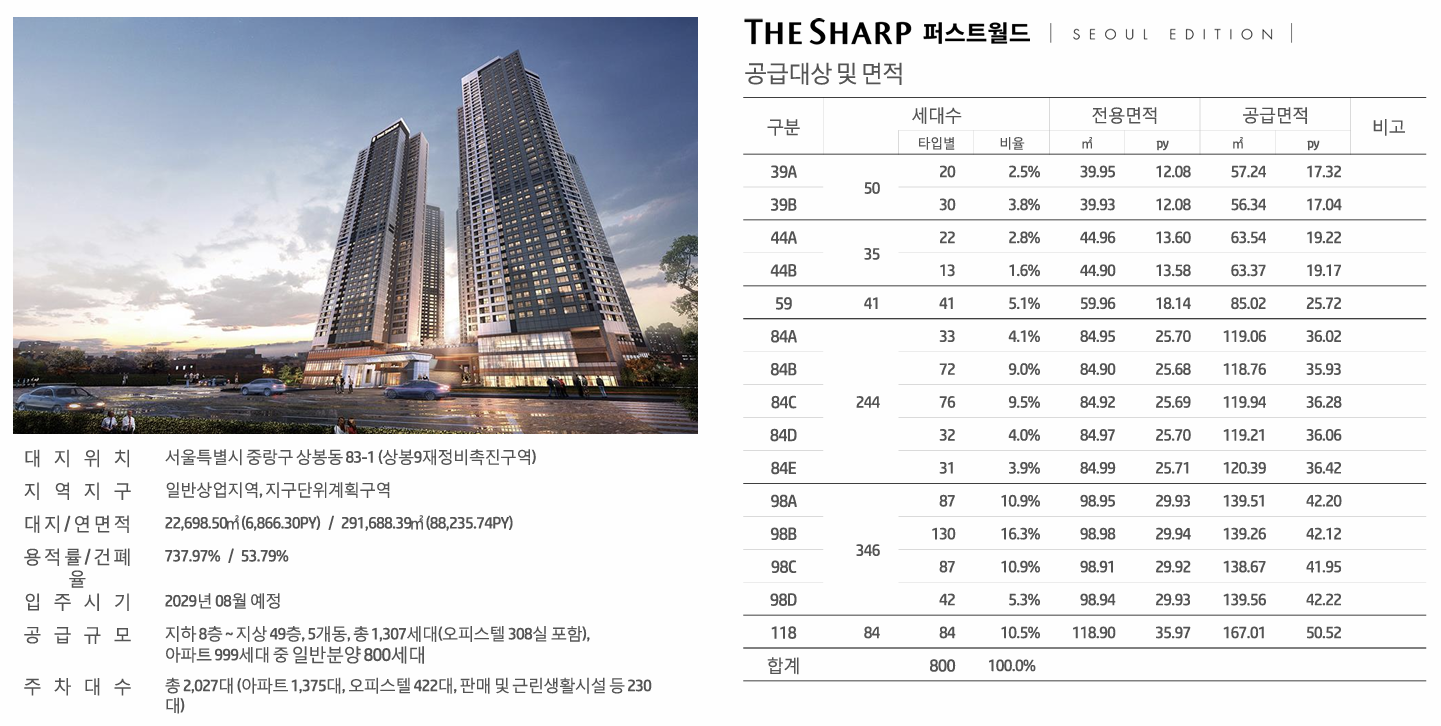 대 지 위 치 서울특별시 중랑구 상봉동 83-1 (상봉9재정비촉진구역)
지 역 지 구 일반상업지역, 지구단위계획구역
대지/연면적 22,698.50㎡ (6,866.30PY) / 291,688.39㎡ (88,235.74PY)
용적률/건폐율 737.97% / 53.79%
입 주 시 기 2029년 08월 예정
공 급 규 모 지하 8층 ~ 지상 49층, 5개동, 총 1,307세대(오피스텔 308실 포함),
아파트 999세대 중 일반분양 800세대
주 차 대 수 총 2,027대 (아파트 1,375대, 오피스텔 422대, 판매 및 근린생활시설 등 230
대)
THE SHARP 퍼스트월드 | SEOUL EDITION |
공급대상 및 면적
구분 세대수 전용면적 공급면적 비고
타입별 비율 ㎡ py ㎡ py
39A 50 20 2.5% 39.95 12.08 57.24 17.32
39B 30 3.8% 39.93 12.08 56.34 17.04
44A 35 22 2.8% 44.96 13.60 63.54 19.22
44B 13 1.6% 44.90 13.58 63.37 19.17
59 41 41 5.1% 59.96 18.14 85.02 25.72
84A 33 4.1% 84.95 25.70 119.06 36.02
84B 72 9.0% 84.90 25.68 118.76 35.93
84C 244 76 9.5% 84.92 25.69 119.94 36.28
84D 32 4.0% 84.97 25.70 119.21 36.06
84E 31 3.9% 84.99 25.71 120.39 36.42
98A 87 10.9% 98.95 29.93 139.51 42.20
98B 346 130 16.3% 98.98 29.94 139.26 42.12
98C 87 10.9% 98.91 29.92 138.67 41.95
98D 42 5.3% 98.94 29.93 139.56 42.22
118 84 84 10.5% 118.90 35.97 167.01 50.52
합계 800 100.0%